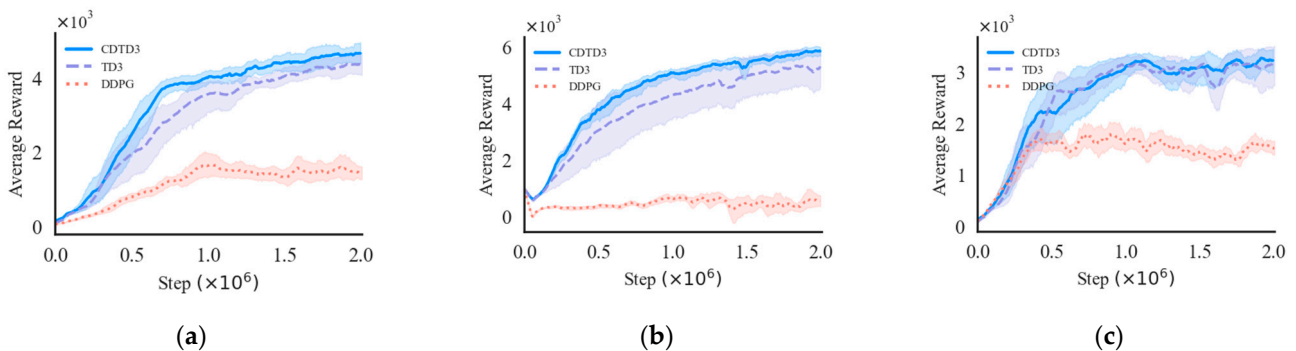 ×10³
CDTD3
TD3
DDPG
4
2
0
Average Reward
0.0 0.5 1.0 1.5 2.0
Step (×10⁶)
(a)
×10³
6
CDTD3
TD3
DDPG
4
2
0
Average Reward
0.0 0.5 1.0 1.5 2.0
Step (×10⁶)
(b)
×10³
CDTD3
TD3
DDPG
3
2
1
0
Average Reward
0.0 0.5 1.0 1.5 2.0
Step (×10⁶)
(c)